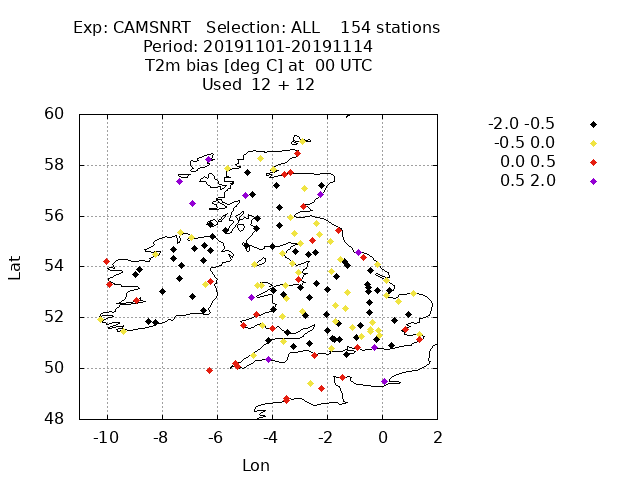 Exp: CAMSNRT   Selection: ALL    154 stations
Period: 20191101-20191114
T2m bias [deg C] at  00 UTC
Used  12 + 12
-2.0 -0.5
-0.5 0.0
0.0 0.5
0.5 2.0
60
58
56
54
52
50
48
Lat
-10 -8 -6 -4 -2 0 2
Lon